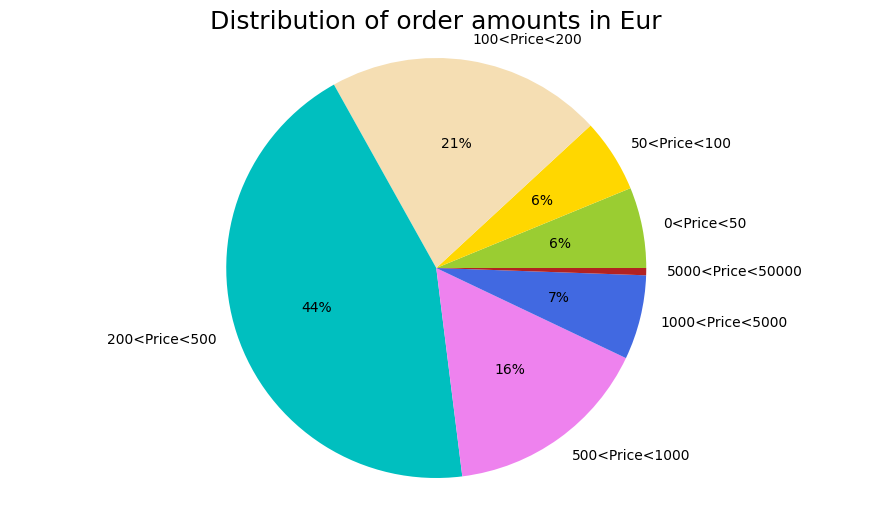 Distribution of order amounts in Eur
100<Price<200
21%
50<Price<100
6%
0<Price<50
6%
5000<Price<50000
7%
1000<Price<5000
44%
200<Price<500
16%
500<Price<1000